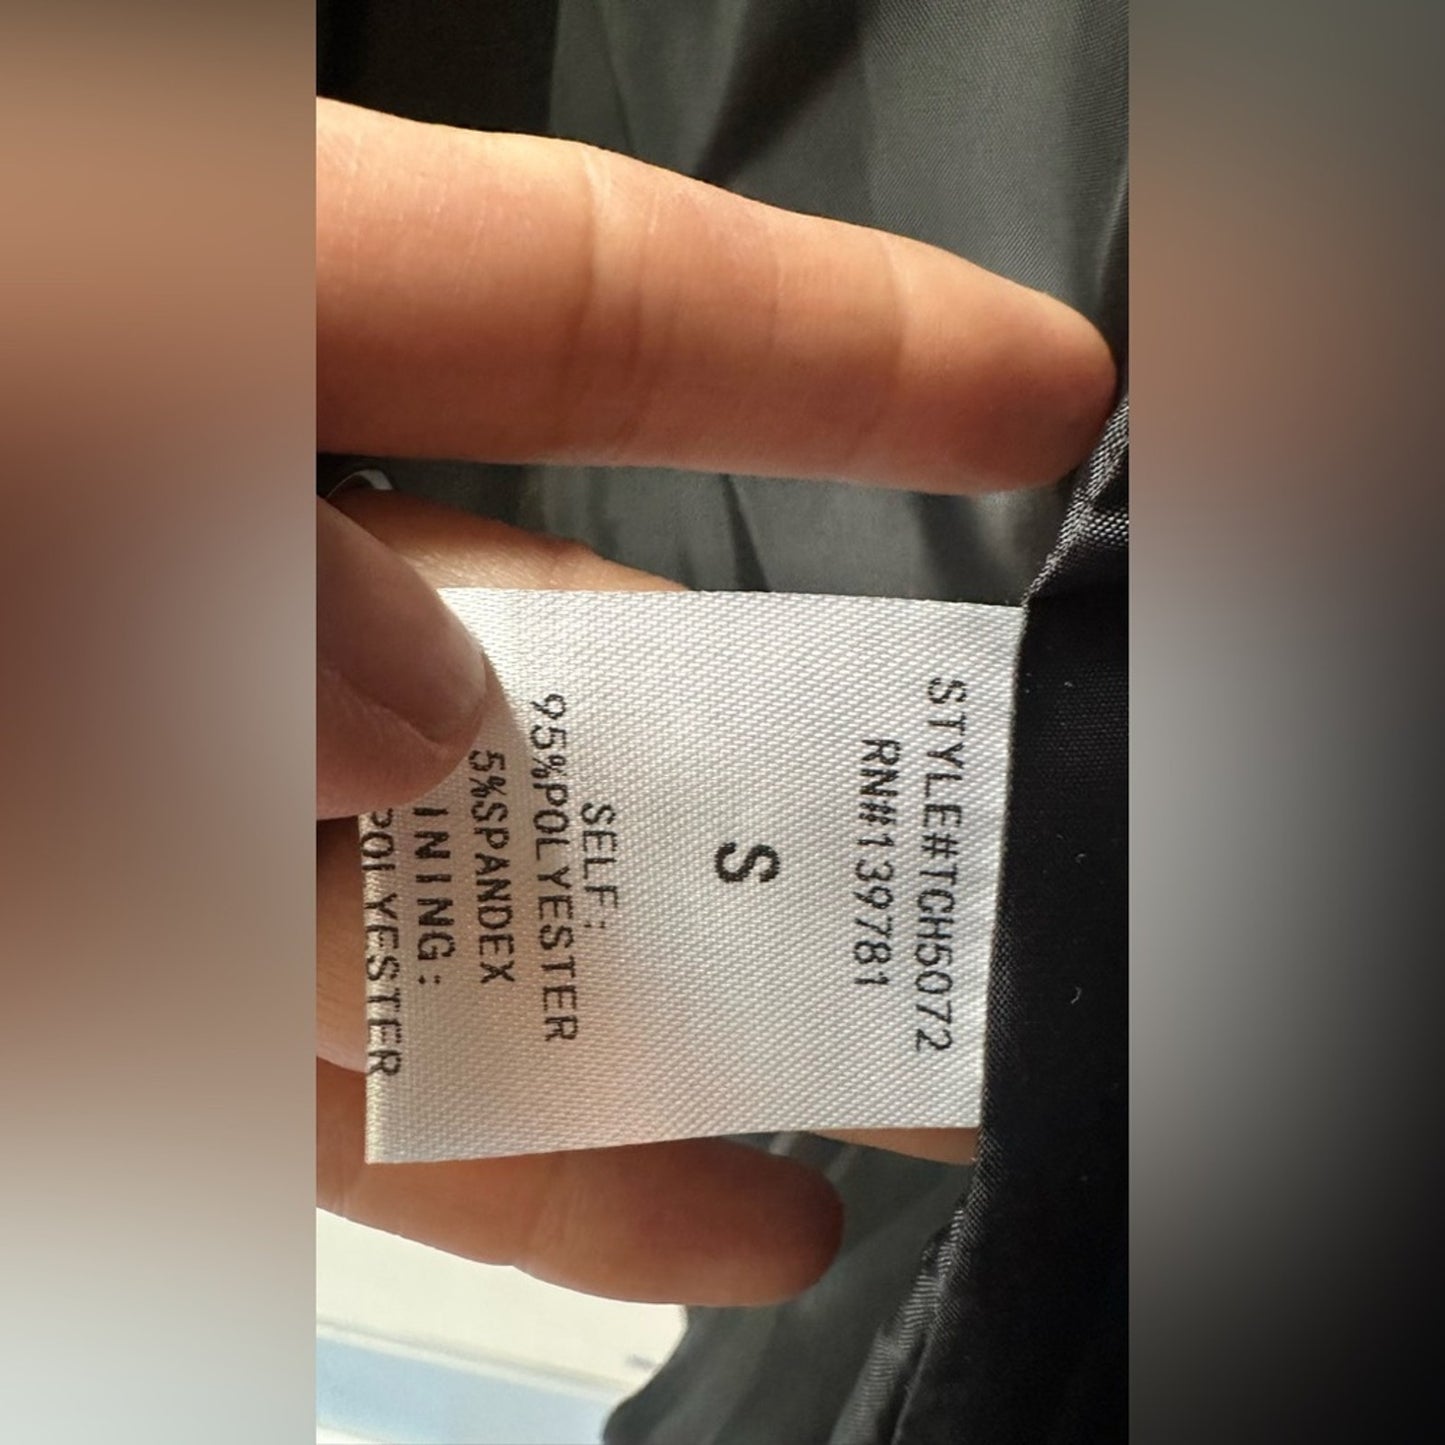 STYLE#TCH5072
RN#139781
S
SELF:
95%POLYESTER
5%SPANDEX
INING:
POLYESTER